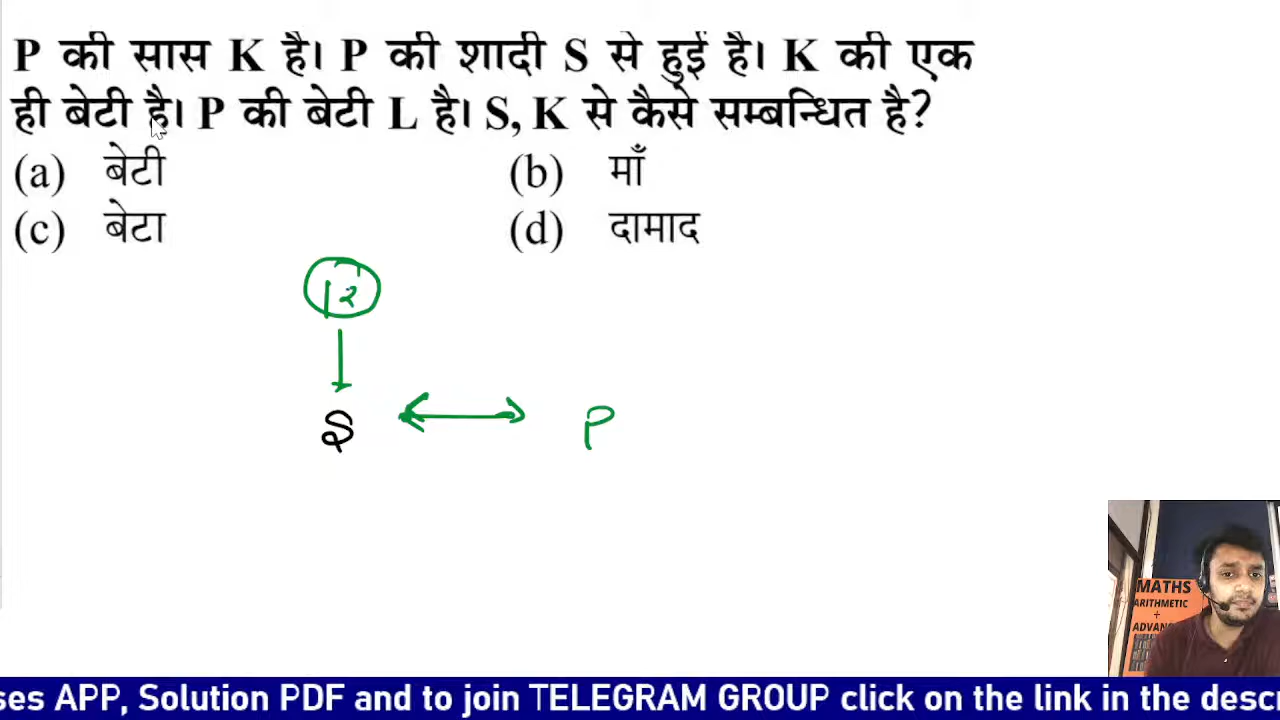 P की सास K है। P की शादी S से हुई है। K की एक
ही बेटी है। P की बेटी L है। S, K से कैसे सम्बन्धित है?
(a) बेटी (b) माँ
(c) बेटा (d) दामाद
K
S P
MATHS
ARITHMETIC
+
ADVAN
ses APP, Solution PDF and to join TELEGRAM GROUP click on the link in the desc